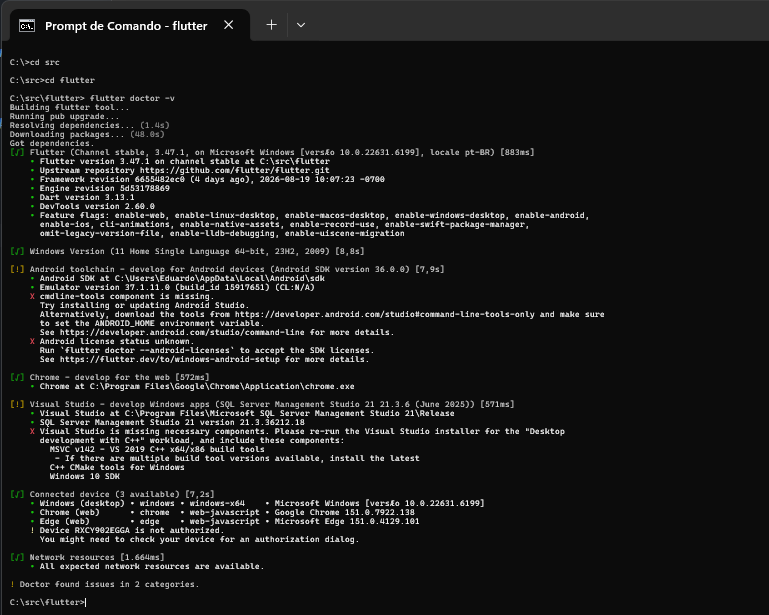 Prompt de Comando - flutter
C:\>cd src
C:\src>cd flutter
C:\src\flutter> flutter doctor -v
Building flutter tool...
Running pub upgrade...
Resolving dependencies... (1.4s)
Downloading packages... (48.0s)
Got dependencies.
[√] Flutter (Channel stable, 3.47.1, on Microsoft Windows [versÆo 10.0.22631.6199], locale pt-BR) [883ms]
• Flutter version 3.47.1 on channel stable at C:\src\flutter
• Upstream repository https://github.com/flutter/flutter.git
• Framework revision 6655482ec0 (4 days ago), 2026-08-19 10:07:23 -0700
• Engine revision 5d53178869
• Dart version 3.13.1
• DevTools version 2.60.0
• Feature flags: enable-web, enable-linux-desktop, enable-macos-desktop, enable-windows-desktop, enable-android,
enable-ios, cli-animations, enable-native-assets, enable-record-use, enable-swift-package-manager,
omit-legacy-version-file, enable-lldb-debugging, enable-uiscene-migration
[√] Windows Version (11 Home Single Language 64-bit, 23H2, 2009) [8,8s]
[!] Android toolchain - develop for Android devices (Android SDK version 36.0.0) [7,9s]
• Android SDK at C:\Users\Eduardo\AppData\Local\Android\sdk
• Emulator version 37.1.11.0 (build_id 15917651) (CL:N/A)
X cmdline-tools component is missing.
Try installing or updating Android Studio.
Alternatively, download the tools from https://developer.android.com/studio#command-line-tools-only and make sure
to set the ANDROID_HOME environment variable.
See https://developer.android.com/studio/command-line for more details.
X Android license status unknown.
Run `flutter doctor --android-licenses` to accept the SDK licenses.
See https://flutter.dev/to/windows-android-setup for more details.
[√] Chrome - develop for the web [572ms]
• Chrome at C:\Program Files\Google\Chrome\Application\chrome.exe
[!] Visual Studio - develop Windows apps (SQL Server Management Studio 21 21.3.6 (June 2025)) [571ms]
• Visual Studio at C:\Program Files\Microsoft SQL Server Management Studio 21\Release
• SQL Server Management Studio 21 version 21.3.36212.18
X Visual Studio is missing necessary components. Please re-run the Visual Studio installer for the "Desktop
development with C++" workload, and include these components:
MSVC v142 - VS 2019 C++ x64/x86 build tools
- If there are multiple build tool versions available, install the latest
C++ CMake tools for Windows
Windows 10 SDK
[√] Connected device (3 available) [7,2s]
• Windows (desktop) • windows • windows-x64 • Microsoft Windows [versÆo 10.0.22631.6199]
• Chrome (web) • chrome • web-javascript • Google Chrome 151.0.7922.138
• Edge (web) • edge • web-javascript • Microsoft Edge 151.0.4129.101
! Device RXCY902EGGA is not authorized.
You might need to check your device for an authorization dialog.
[√] Network resources [1.664ms]
• All expected network resources are available.
! Doctor found issues in 2 categories.
C:\src\flutter>